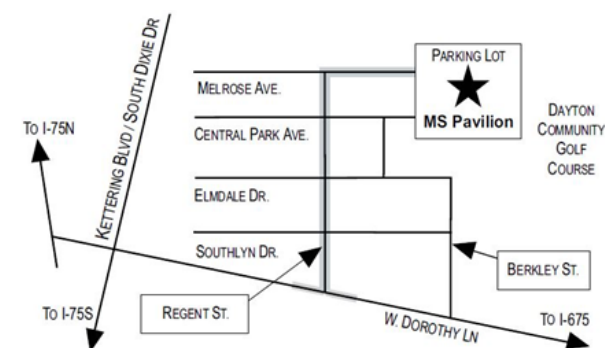 PARKING LOT
MS Pavilion
MELROSE AVE.
CENTRAL PARK AVE.
ELMDALE DR.
SOUTHLYN DR.
KETTERING BLVD / SOUTH DIXIE DR
TO I-75N
TO I-75S
DAYTON
COMMUNITY
GOLF
COURSE
REGENT ST.
BERKLEY ST.
W. DOROTHY LN
TO I-675